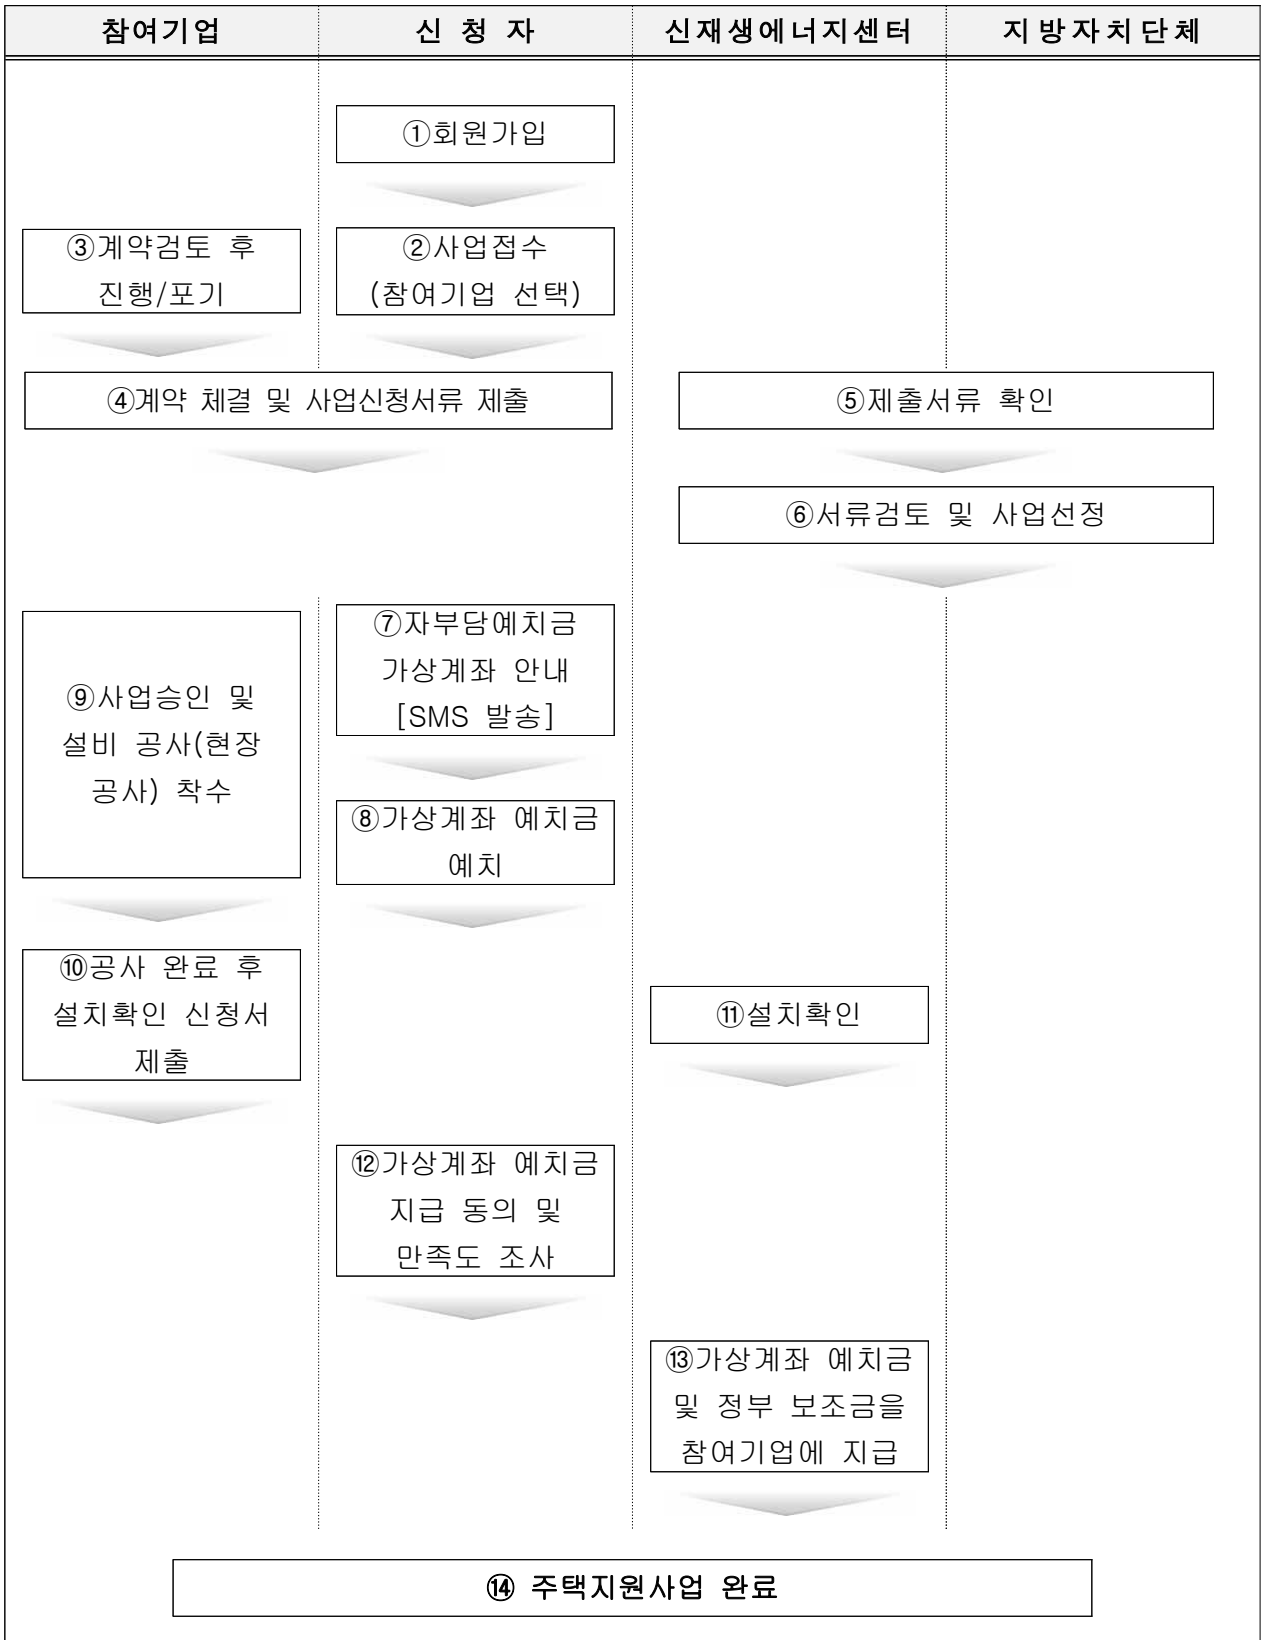 참여기업 신 청 자 신재생에너지센터 지방자치단체
①회원가입
③계약검토 후
진행/포기
②사업접수
(참여기업 선택)
④계약 체결 및 사업신청서류 제출
⑤제출서류 확인
⑥서류검토 및 사업선정
⑦자부담예치금
가상계좌 안내
[SMS 발송]
⑨사업승인 및
설비 공사(현장
공사) 착수
⑧가상계좌 예치금
예치
⑩공사 완료 후
설치확인 신청서
제출
⑪설치확인
⑫가상계좌 예치금
지급 동의 및
만족도 조사
⑬가상계좌 예치금
및 정부 보조금을
참여기업에 지급
⑭ 주택지원사업 완료